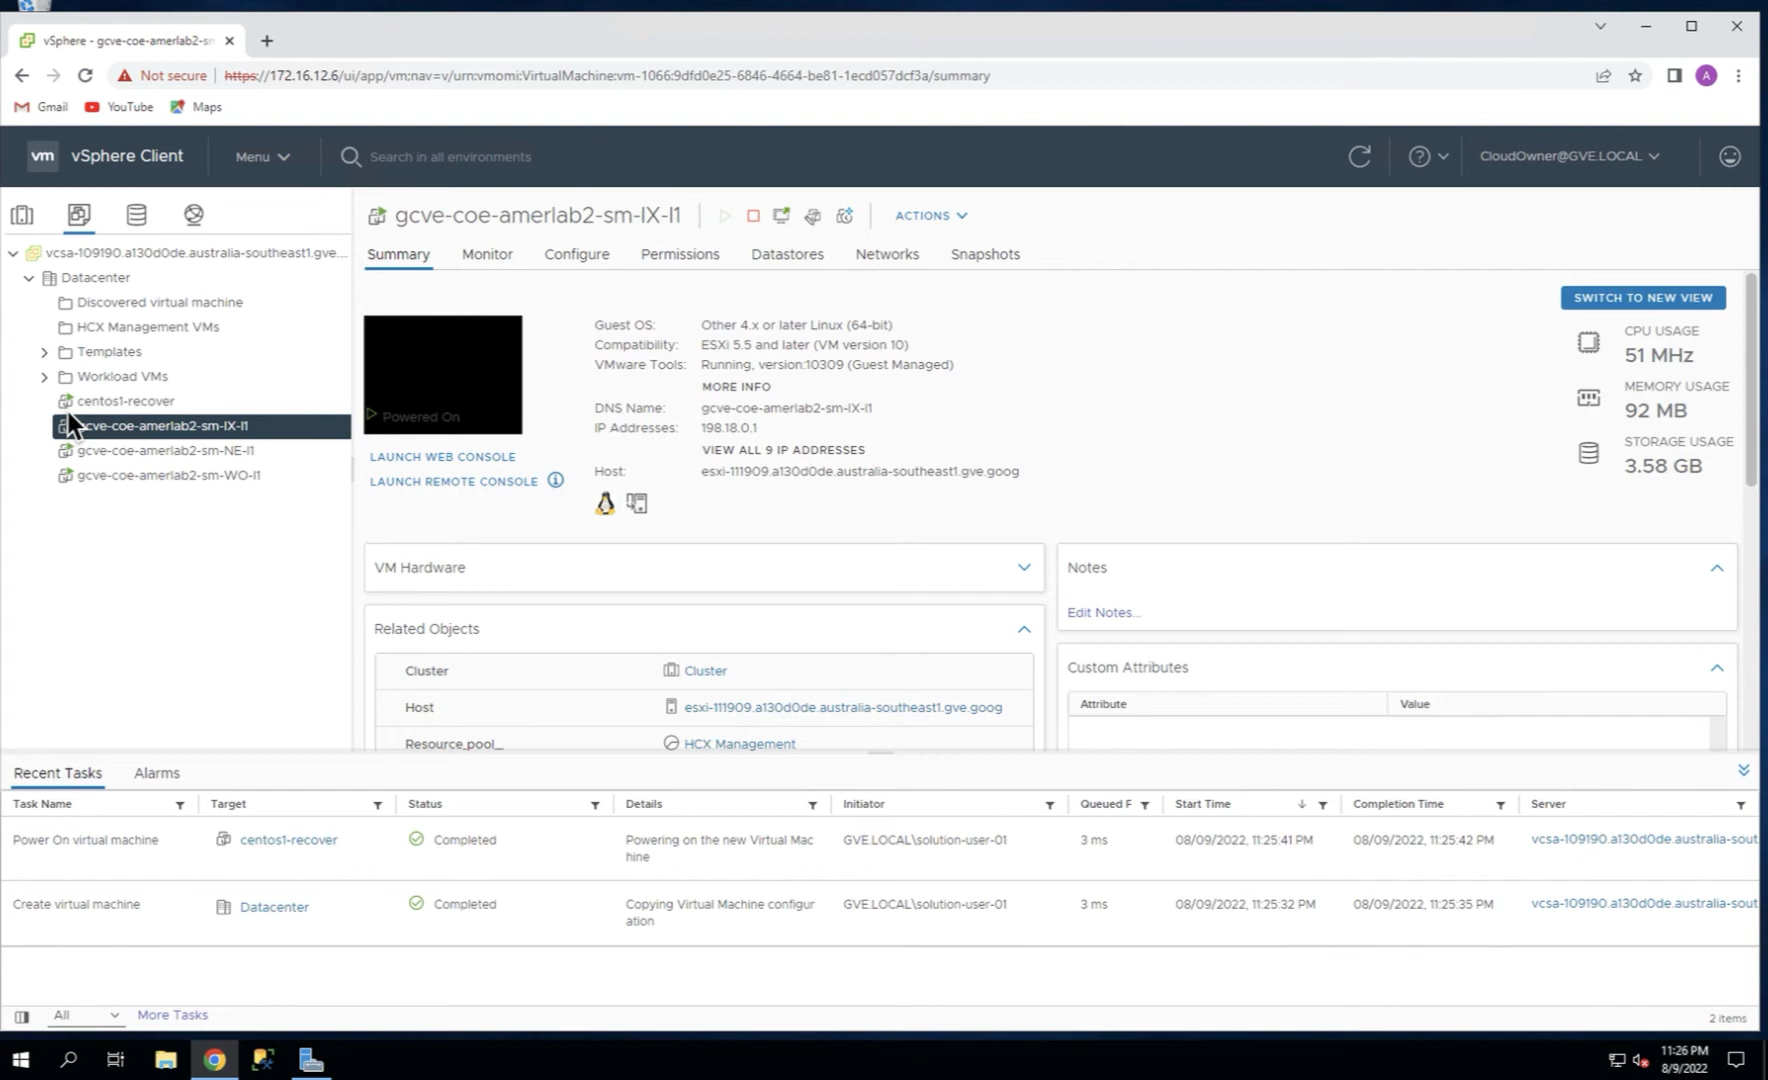 vSphere - gcve-coe-amerlab2-sm
Not secure
https://172.16.12.6/ui/app/vm;nav=v/urn:vmomi:VirtualMachine:vm-1066:9dfd0e25-6846-4664-be81-1ecd057dcf3a/summary
A
Gmail
YouTube
Maps
vm
vSphere Client
Menu
Search in all environments
CloudOwner@GVE.LOCAL
vcsa-109190.a130d0de.australia-southeast1.gve....
Datacenter
Discovered virtual machine
HCX Management VMs
Templates
Workload VMs
centos1-recover
cve-coe-amerlab2-sm-IX-I1
gcve-coe-amerlab2-sm-NE-I1
gcve-coe-amerlab2-sm-WO-I1
gcve-coe-amerlab2-sm-IX-I1
ACTIONS
Summary
Monitor
Configure
Permissions
Datastores
Networks
Snapshots
SWITCH TO NEW VIEW
Powered On
LAUNCH WEB CONSOLE
LAUNCH REMOTE CONSOLE
Guest OS: Other 4.x or later Linux (64-bit)
Compatibility: ESXi 5.5 and later (VM version 10)
VMware Tools: Running, version:10309 (Guest Managed)
MORE INFO
DNS Name: gcve-coe-amerlab2-sm-IX-I1
IP Addresses: 198.18.0.1
VIEW ALL 9 IP ADDRESSES
Host: esxi-111909.a130d0de.australia-southeast1.gve.goog
CPU USAGE
51 MHz
MEMORY USAGE
92 MB
STORAGE USAGE
3.58 GB
VM Hardware
Related Objects
Cluster Cluster
Host esxi-111909.a130d0de.australia-southeast1.gve.goog
Resource_pool_ HCX Management
Notes
Edit Notes...
Custom Attributes
Attribute Value
Recent Tasks
Alarms
Task Name Target Status Details Initiator Queued F Start Time Completion Time Server
Power On virtual machine centos1-recover Completed Powering on the new Virtual Mac GVE.LOCAL\solution-user-01 3 ms 08/09/2022, 11:25:41 PM 08/09/2022, 11:25:42 PM vcsa-109190.a130d0de.australia-sout
hine
Create virtual machine Datacenter Completed Copying Virtual Machine configur GVE.LOCAL\solution-user-01 3 ms 08/09/2022, 11:25:32 PM 08/09/2022, 11:25:35 PM vcsa-109190.a130d0de.australia-sout
ation
All
More Tasks
2 items
11:26 PM
8/9/2022